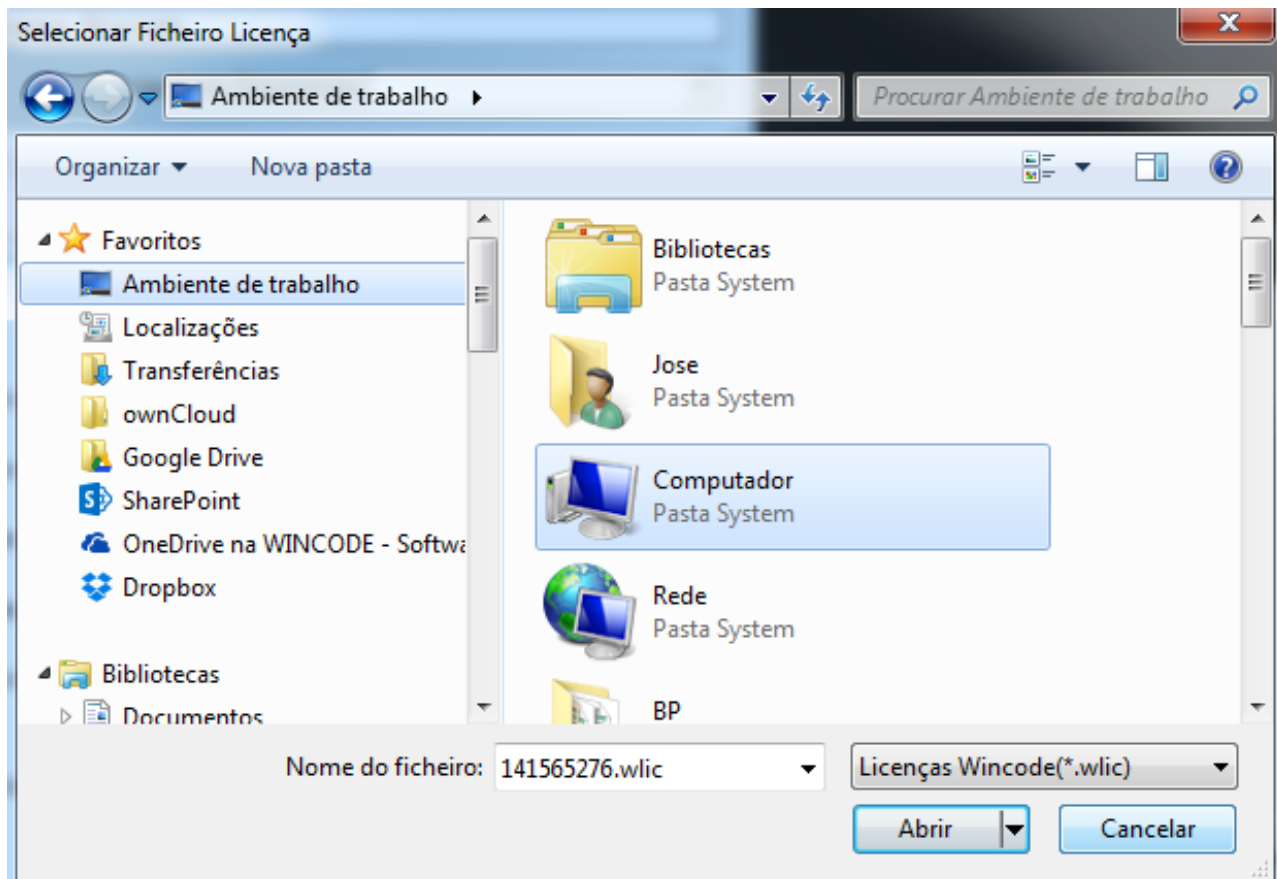 Selecionar Ficheiro Licença
Ambiente de trabalho
Procurar Ambiente de trabalho
Organizar
Nova pasta
Favoritos
Ambiente de trabalho
Localizações
Transferências
ownCloud
Google Drive
SharePoint
OneDrive na WINCODE - Softwa
Dropbox
Bibliotecas
Documentos
Bibliotecas
Pasta System
Jose
Pasta System
Computador
Pasta System
Rede
Pasta System
BP
Nome do ficheiro: 141565276.wlic
Licenças Wincode(*.wlic)
Abrir
Cancelar